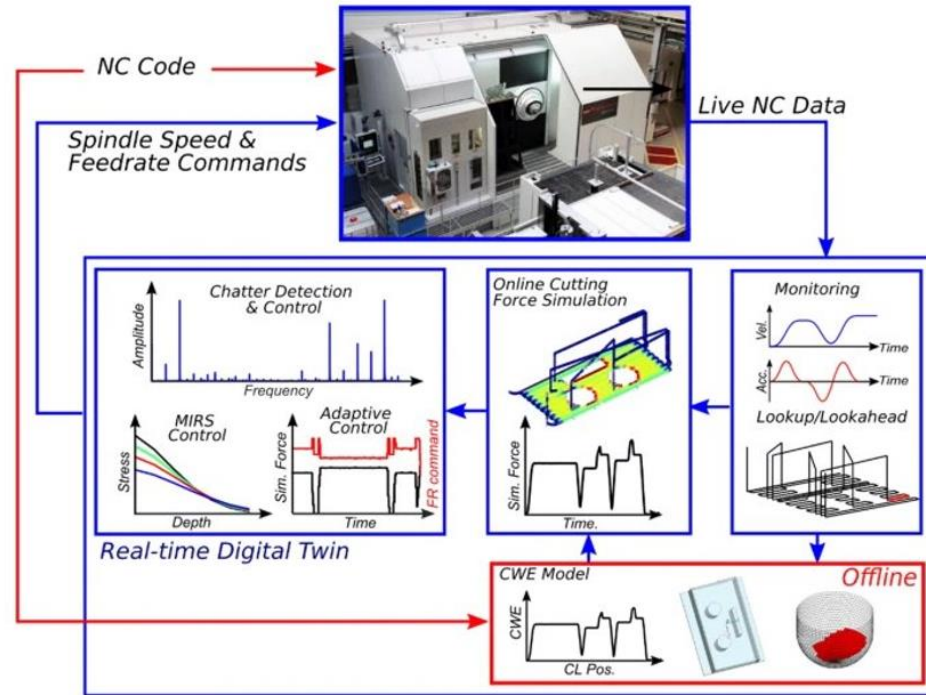 NC Code
Spindle Speed &
Feedrate Commands
Live NC Data
Chatter Detection
& Control
Amplitude
Frequency
MIRS
Control
Stress
Depth
Adaptive
Control
Sim. Force
FR command
Time
Real-time Digital Twin
Online Cutting
Force Simulation
Sim. Force
Time.
Monitoring
Vel.
Time
Acc.
Time
Lookup/Lookahead
CWE Model
Offline
CWE
CL Pos.